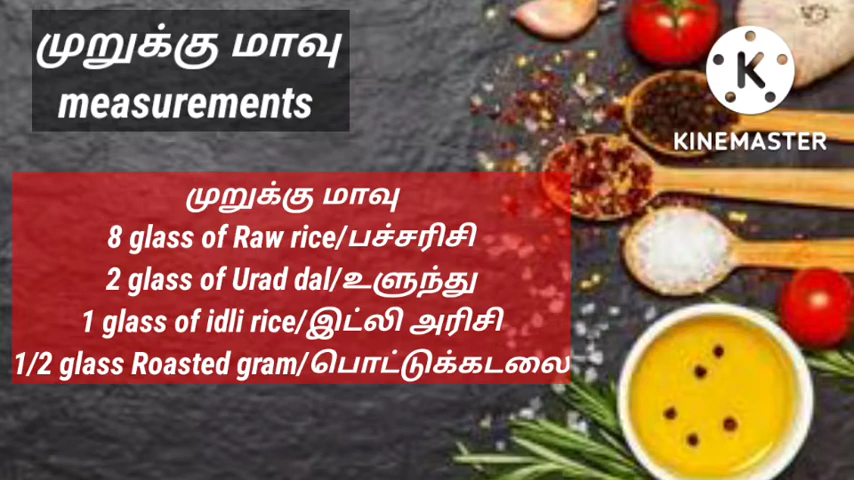 முறுக்கு மாவு
measurements
K
KINEMASTER
முறுக்கு மாவு
8 glass of Raw rice/பச்சரிசி
2 glass of Urad dal/உளுந்து
1 glass of idli rice/இட்லி அரிசி
1/2 glass Roasted gram/பொட்டுக்கடலை